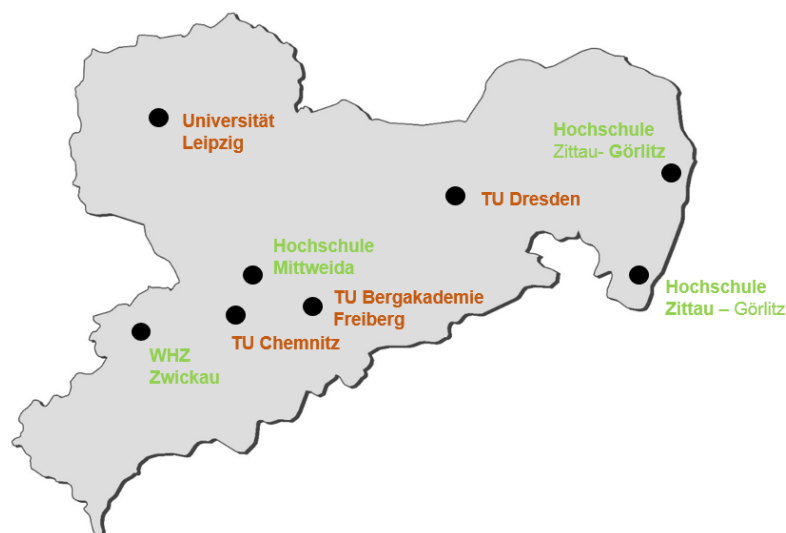 Universität
Leipzig
Hochschule
Zittau- Görlitz
TU Dresden
Hochschule
Mittweida
Hochschule
Zittau – Görlitz
TU Bergakademie
Freiberg
TU Chemnitz
WHZ
Zwickau